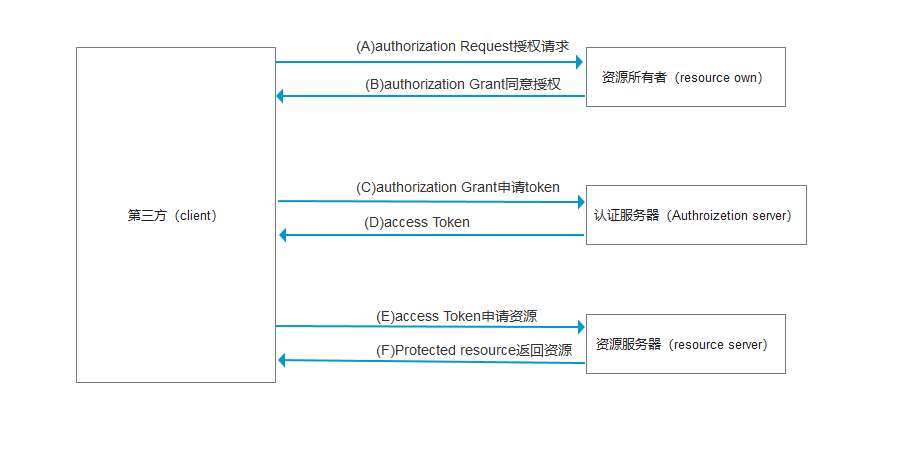 (A)authorization Request授权请求
资源所有者（resource own）
(B)authorization Grant同意授权
(C)authorization Grant申请token
第三方（client）
认证服务器（Authroizetion server）
(D)access Token
(E)access Token申请资源
资源服务器（resource server）
(F)Protected resource返回资源